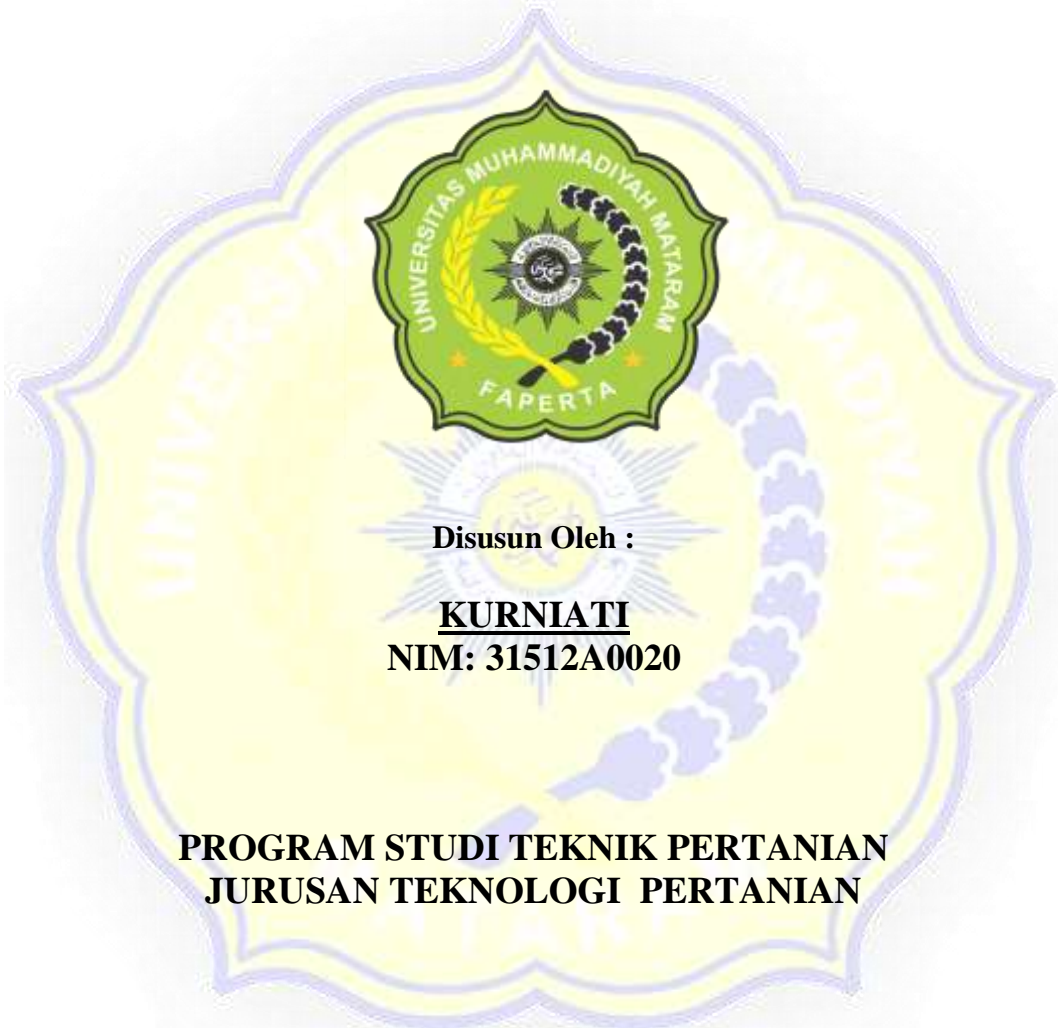 UNIVERSITAS MUHAMMADIYAH MATARAM
FAPERTA
Disusun Oleh :
KURNIATI
NIM: 31512A0020
PROGRAM STUDI TEKNIK PERTANIAN
JURUSAN TEKNOLOGI PERTANIAN